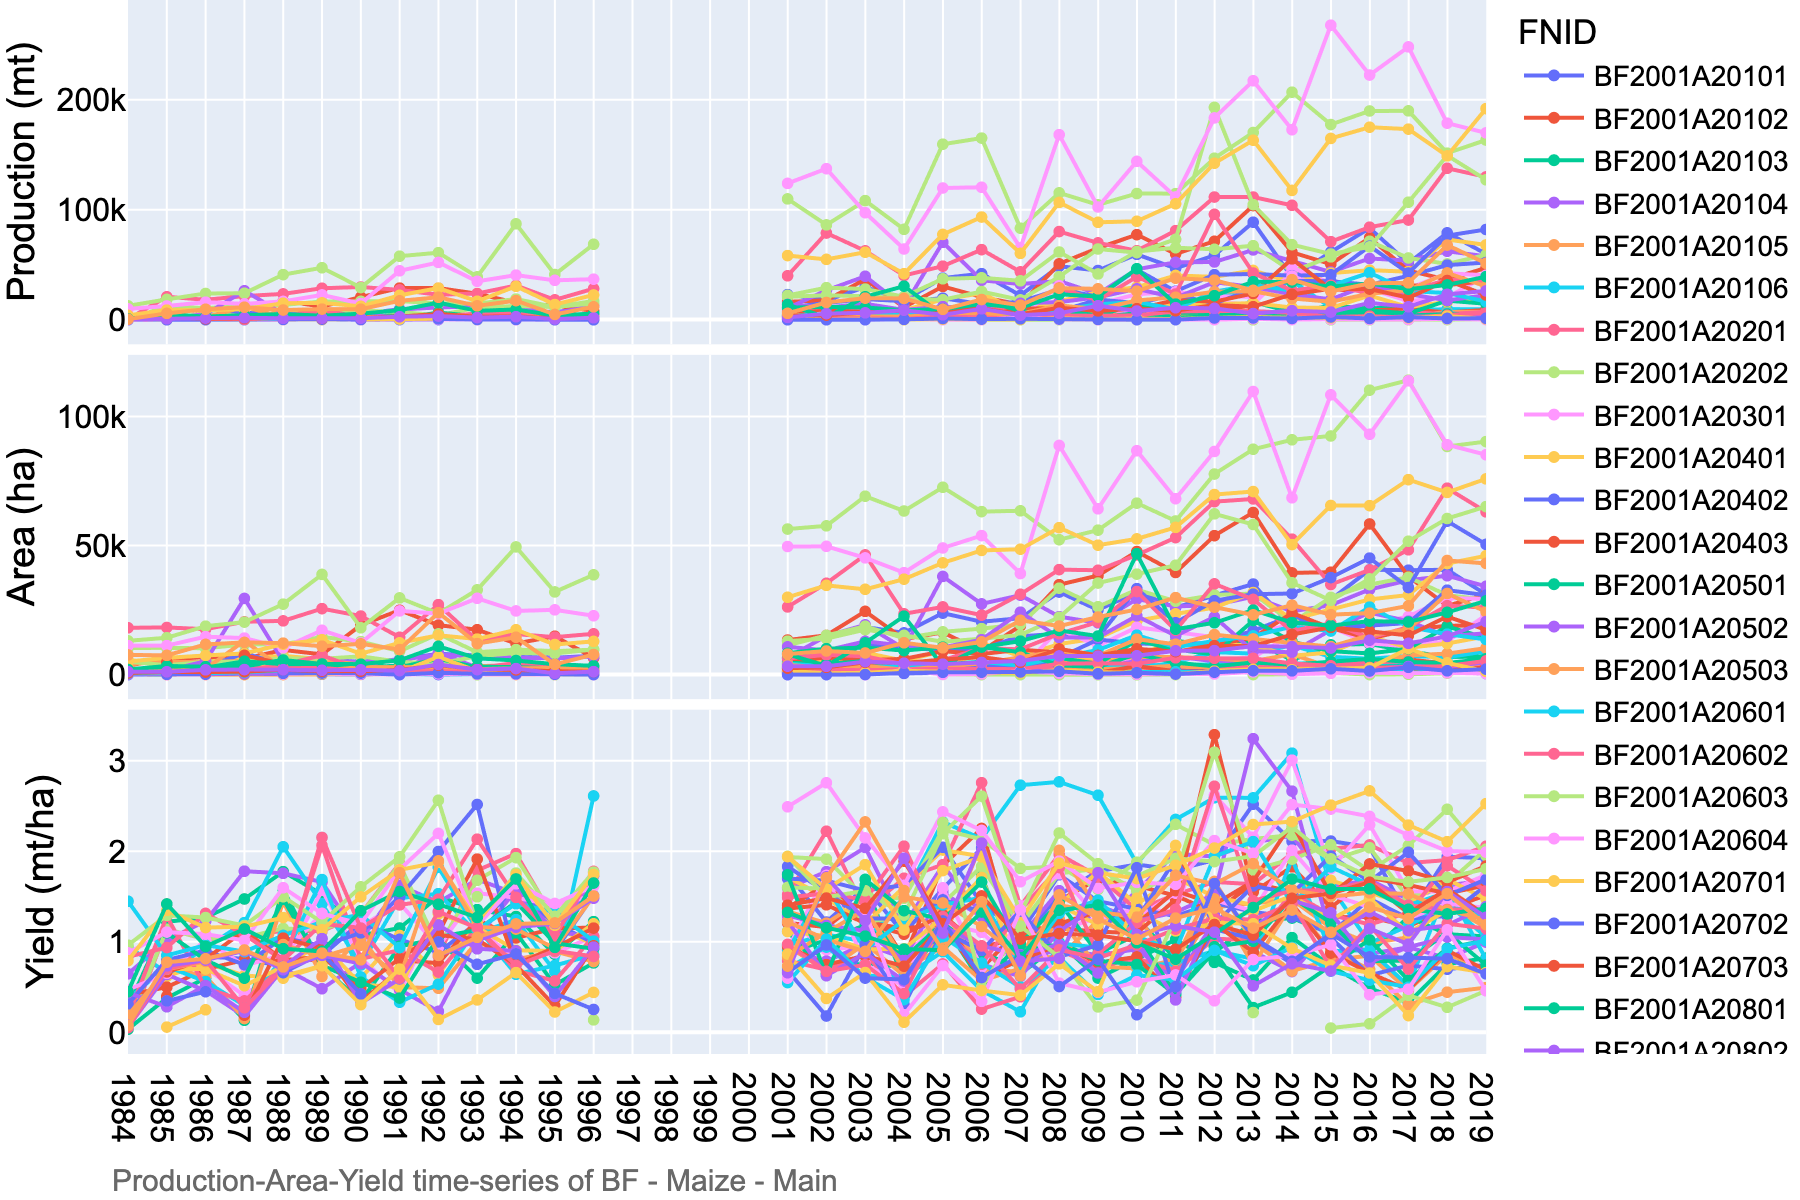 FNID
Production (mt)
200k
100k
0
Area (ha)
100k
50k
0
Yield (mt/ha)
3
2
1
0
1984
1985
1986
1987
1988
1989
1990
1991
1992
1993
1994
1995
1996
1997
1998
1999
2000
2001
2002
2003
2004
2005
2006
2007
2008
2009
2010
2011
2012
2013
2014
2015
2016
2017
2018
2019
BF2001A20101
BF2001A20102
BF2001A20103
BF2001A20104
BF2001A20105
BF2001A20106
BF2001A20201
BF2001A20202
BF2001A20301
BF2001A20401
BF2001A20402
BF2001A20403
BF2001A20501
BF2001A20502
BF2001A20503
BF2001A20601
BF2001A20602
BF2001A20603
BF2001A20604
BF2001A20701
BF2001A20702
BF2001A20703
BF2001A20801
BF2001A20802
Production-Area-Yield time-series of BF - Maize - Main